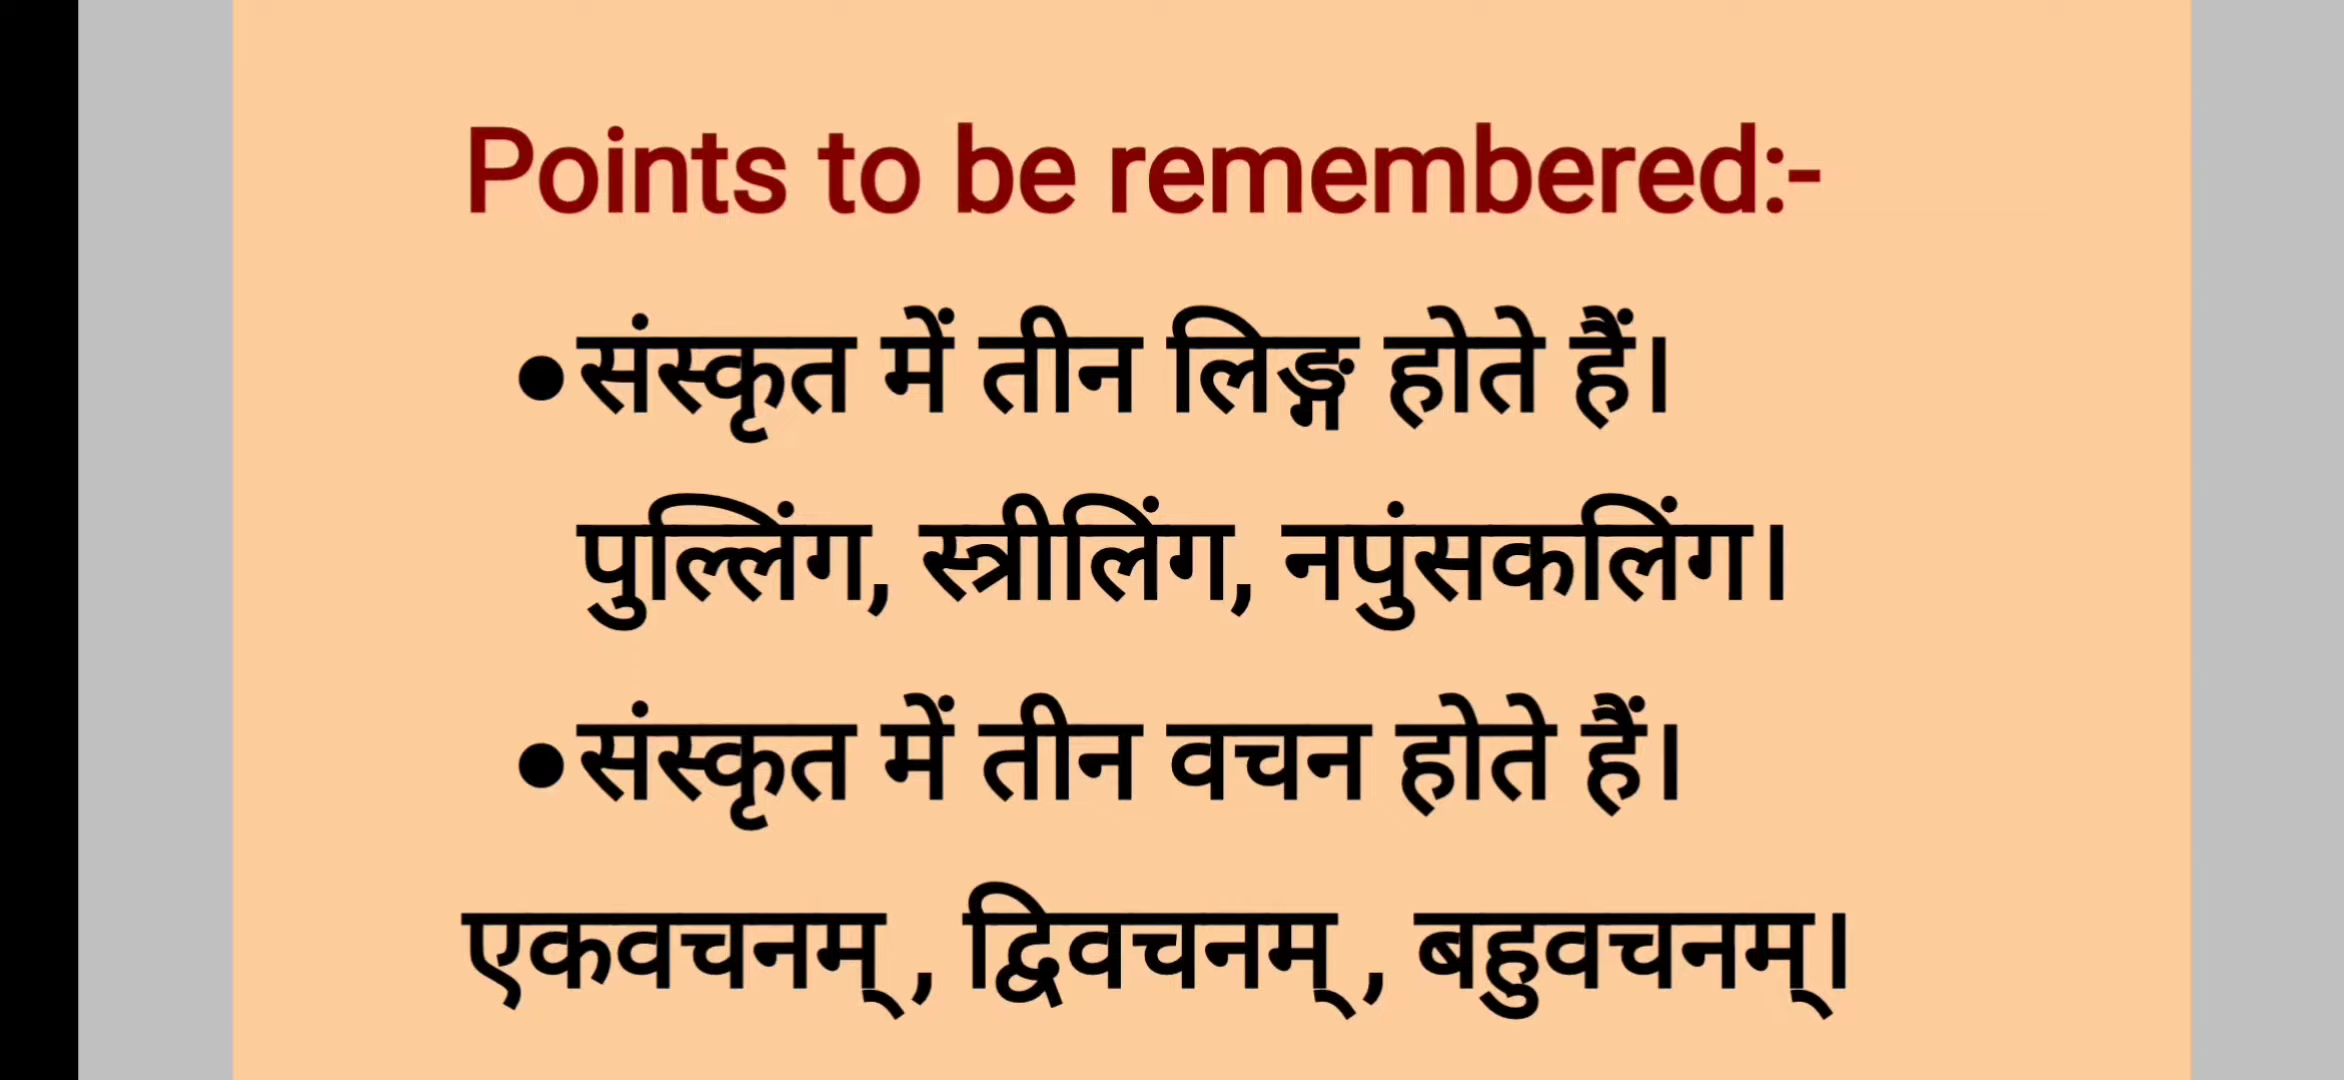 Points to be remembered:-
●संस्कृत में तीन लिङ्ग होते हैं।
पुल्लिंग, स्त्रीलिंग, नपुंसकलिंग।
●संस्कृत में तीन वचन होते हैं।
एकवचनम् , द्विवचनम् , बहुवचनम्।